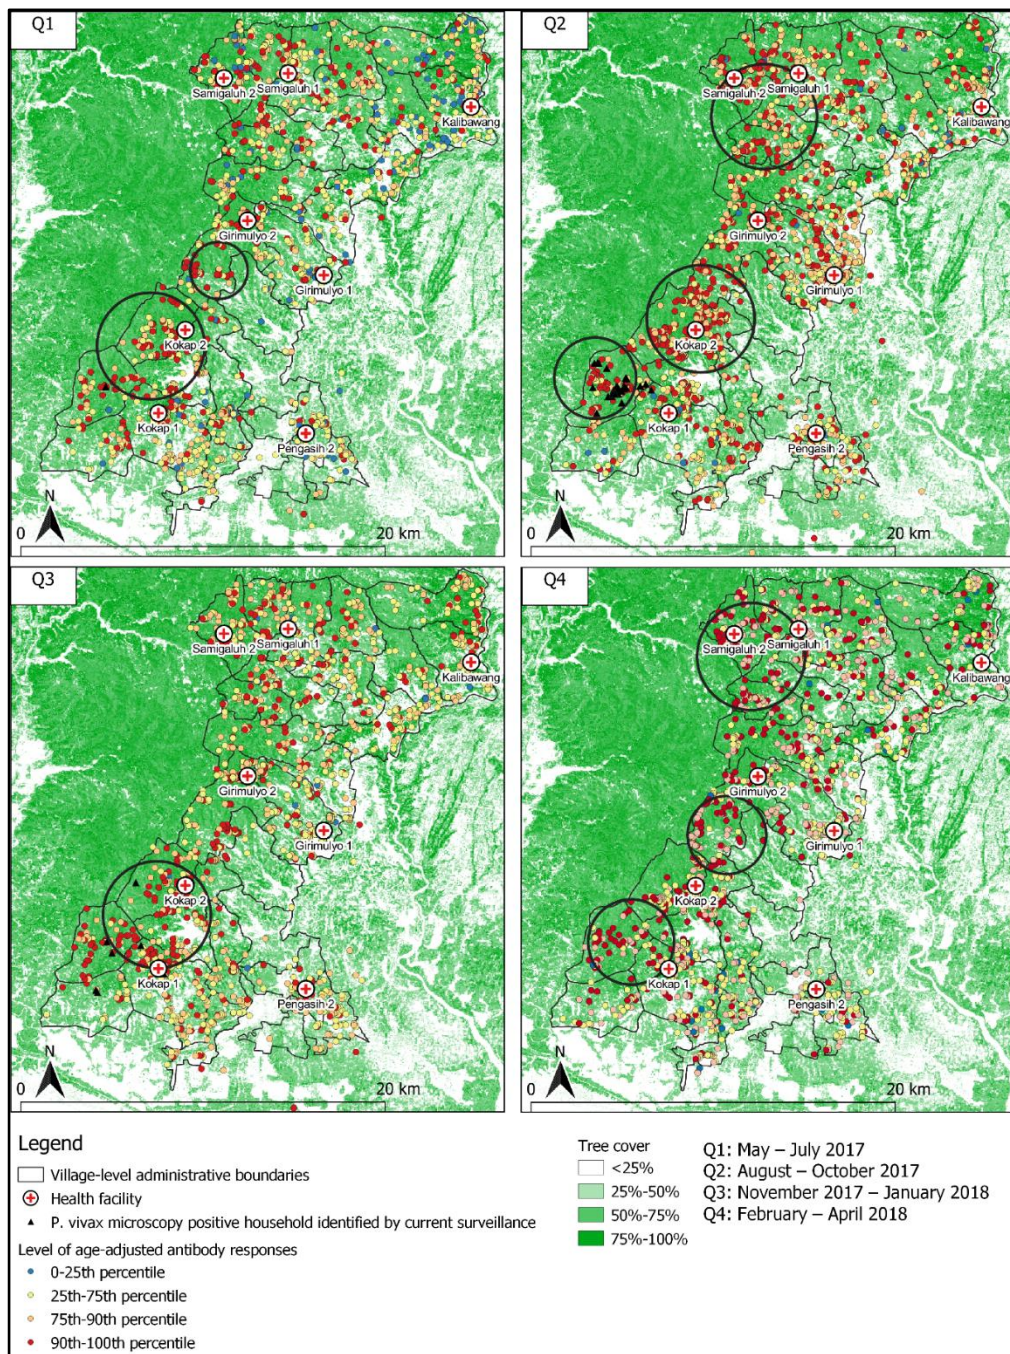 Q1
Samigaluh 2
Samigaluh 1
Kalibawang
Girimulyo 2
Girimulyo 1
Kokap 2
Kokap 1
Pengasih 2
N
0
20 km
Q2
Samigaluh 2
Samigaluh 1
Kalibawang
Girimulyo 2
Girimulyo 1
Kokap 2
Kokap 1
Pengasih 2
N
0
20 km
Q3
Samigaluh 2
Samigaluh 1
Kalibawang
Girimulyo 2
Girimulyo 1
Kokap 2
Kokap 1
Pengasih 2
N
0
20 km
Q4
Samigaluh 2
Samigaluh 1
Kalibawang
Girimulyo 2
Girimulyo 1
Kokap 2
Kokap 1
Pengasih 2
N
0
20 km
Legend
Village-level administrative boundaries
Health facility
P. vivax microscopy positive household identified by current surveillance
Level of age-adjusted antibody responses
0-25th percentile
25th-75th percentile
75th-90th percentile
90th-100th percentile
Tree cover
<25%
25%-50%
50%-75%
75%-100%
Q1: May – July 2017
Q2: August – October 2017
Q3: November 2017 – January 2018
Q4: February – April 2018